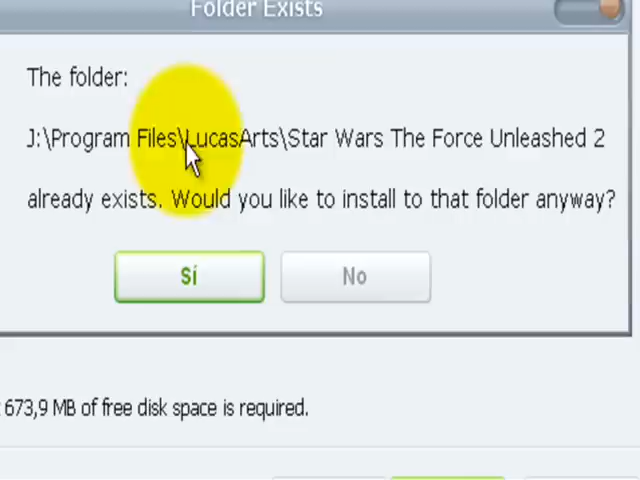 Folder Exists
The folder:
J:\Program Files\LucasArts\Star Wars The Force Unleashed 2
already exists. Would you like to install to that folder anyway?
Sí
No
673,9 MB of free disk space is required.